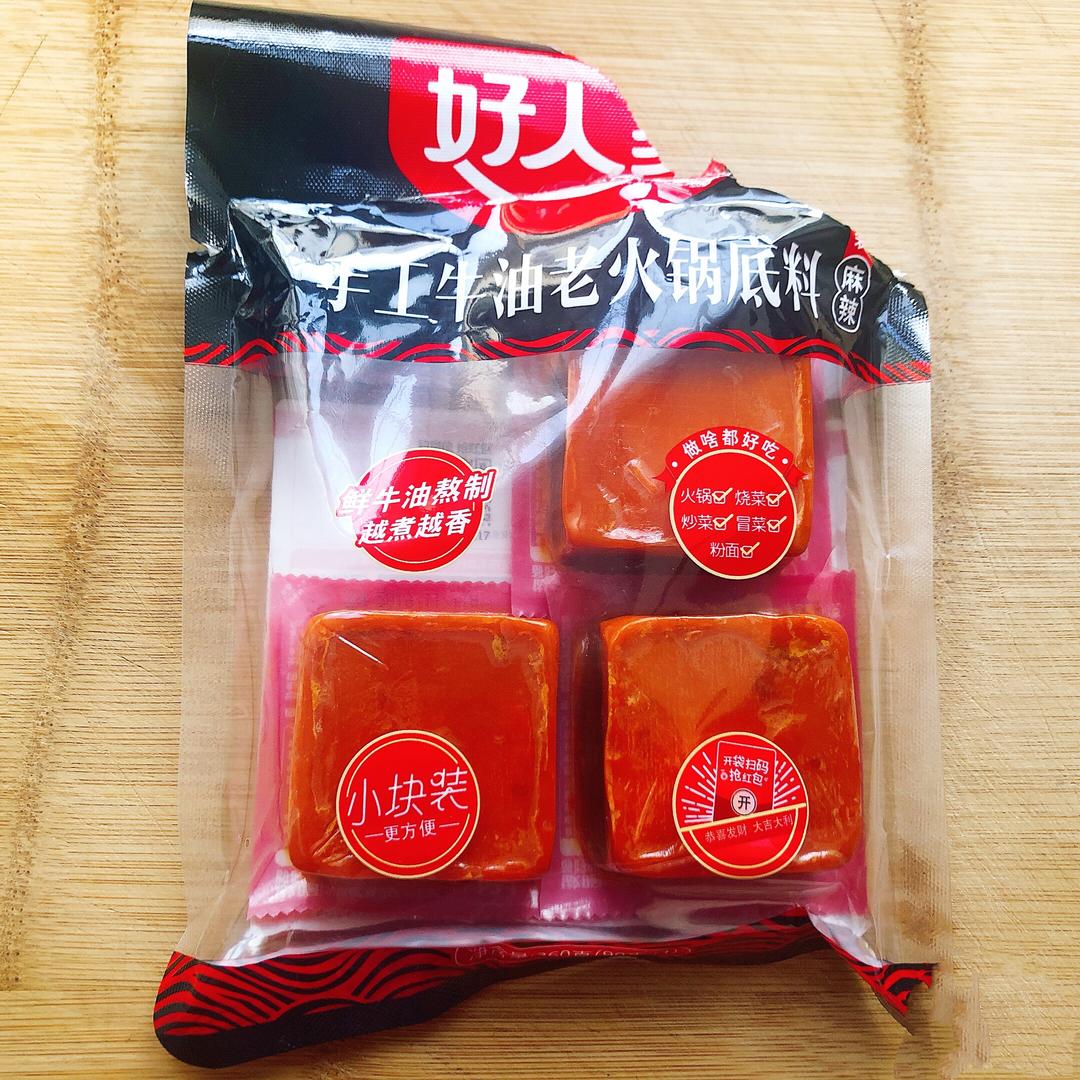 好人
手工牛油老火锅底料
麻辣
鲜牛油熬制
越煮越香
做啥都好吃
火锅 烧菜
炒菜 冒菜
粉面
小块装
更方便
开袋扫码
抢红包
开
恭喜发财 大吉大利